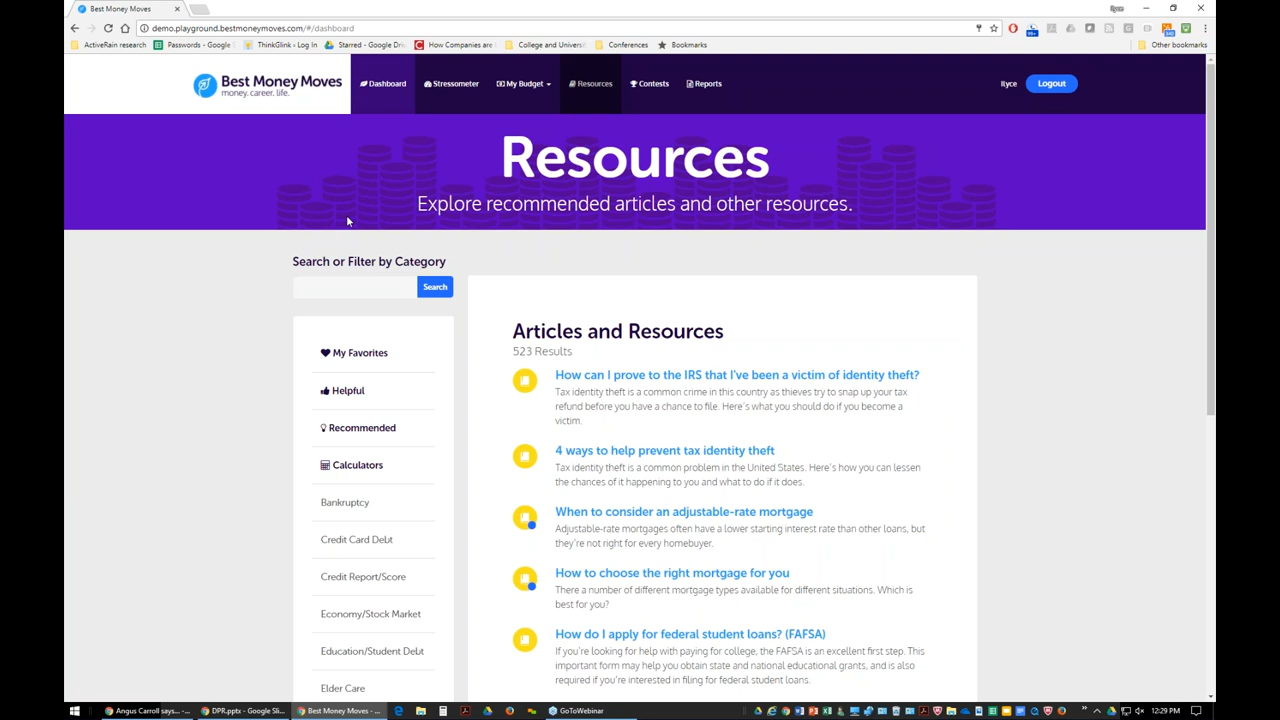 Best Money Moves
Ilyce
demo.playground.bestmoneymoves.com/#/dashboard
ActiveRain research
Passwords - Google
ThinkGlink › Log In
Starred - Google Driv
How Companies are
College and Universi
Conferences
Bookmarks
Other bookmarks
Best Money Moves
money. career. life.
Dashboard
Stressometer
My Budget
Resources
Contests
Reports
Ilyce
Logout
Resources
Explore recommended articles and other resources.
Search or Filter by Category
Search
My Favorites
Helpful
Recommended
Calculators
Bankruptcy
Credit Card Debt
Credit Report/Score
Economy/Stock Market
Education/Student Debt
Elder Care
Articles and Resources
523 Results
How can I prove to the IRS that I've been a victim of identity theft?
Tax identity theft is a common crime in this country as thieves try to snap up your tax
refund before you have a chance to file. Here's what you should do if you become a
victim.
4 ways to help prevent tax identity theft
Tax identity theft is a common problem in the United States. Here's how you can lessen
the chances of it happening to you and what to do if it does.
When to consider an adjustable-rate mortgage
Adjustable-rate mortgages often have a lower starting interest rate than other loans, but
they're not right for every homebuyer.
How to choose the right mortgage for you
There a number of different mortgage types available for different situations. Which is
best for you?
How do I apply for federal student loans? (FAFSA)
If you're looking for help with paying for college, the FAFSA is an excellent first step. This
important form may help you obtain state and national educational grants, and is also
required if you're interested in filing for federal student loans.
Angus Carroll says... -...
DPR.pptx - Google Sli...
Best Money Moves - ...
GoToWebinar
12:29 PM